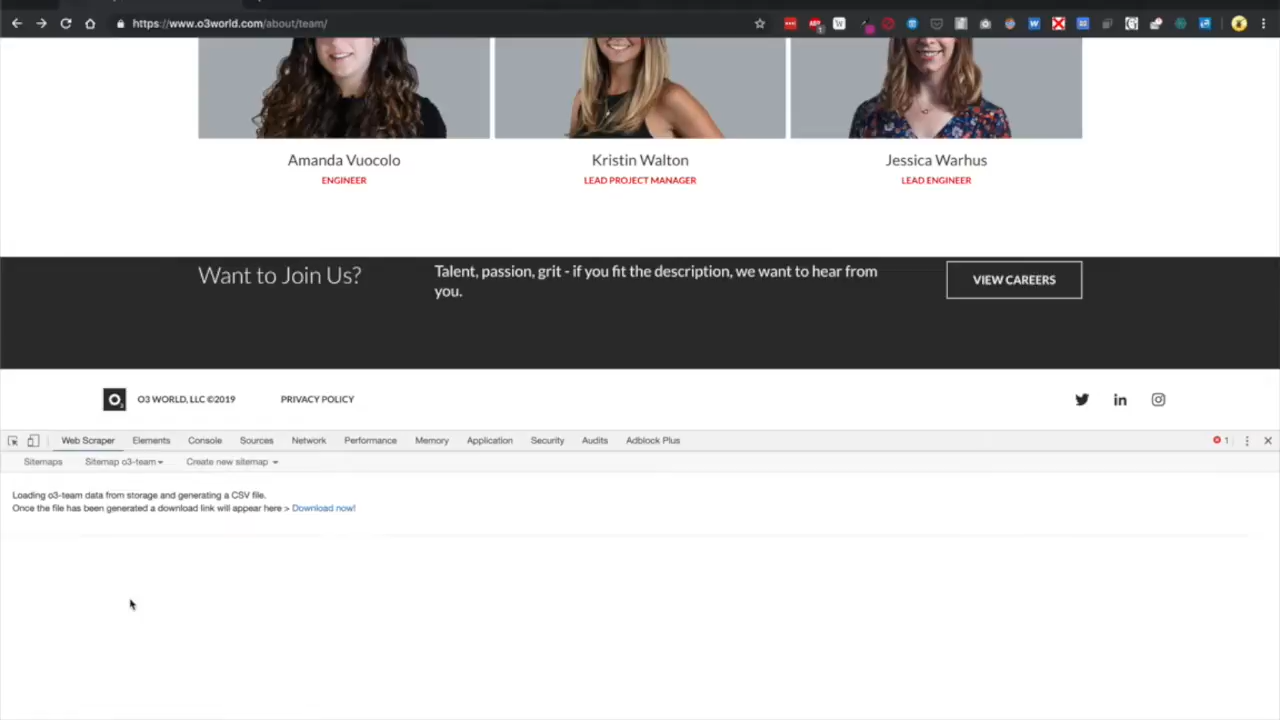 https://www.o3world.com/about/team/
Amanda Vuocolo
Kristin Walton
Jessica Warhus
ENGINEER
LEAD PROJECT MANAGER
LEAD ENGINEER
Want to Join Us?
Talent, passion, grit - if you fit the description, we want to hear from
you.
VIEW CAREERS
O3 WORLD, LLC ©2019
PRIVACY POLICY
Web Scraper
Elements
Console
Sources
Network
Performance
Memory
Application
Security
Audits
Adblock Plus
1
Sitemaps
Sitemap o3-team
Create new sitemap
Loading o3-team data from storage and generating a CSV file.
Once the file has been generated a download link will appear here > Download now!